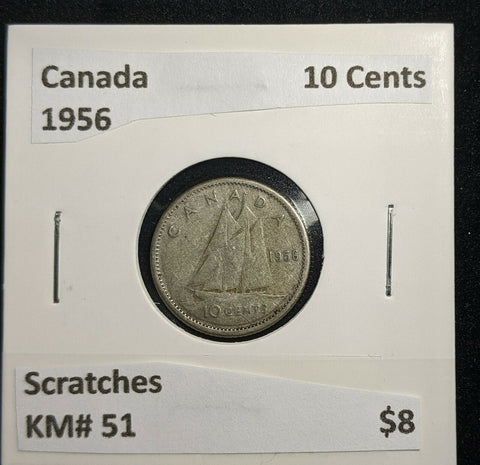 Canada 10 Cents
1956
CANADA
1956
10 CENTS
Scratches
KM# 51 $8